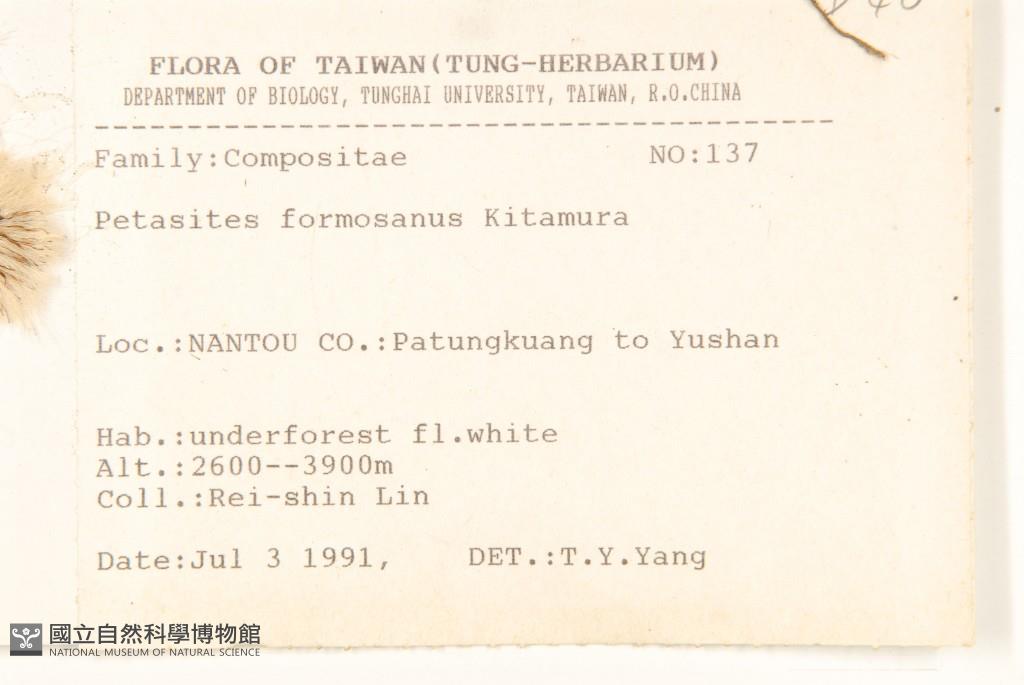 FLORA OF TAIWAN(TUNG-HERBARIUM)
DEPARTMENT OF BIOLOGY, TUNGHAI UNIVERSITY, TAIWAN, R.O.CHINA
Family:Compositae NO:137
Petasites formosanus Kitamura
Loc.:NANTOU CO.:Patungkuang to Yushan
Hab.:underforest fl.white
Alt.:2600--3900m
Coll.:Rei-shin Lin
Date:Jul 3 1991, DET.:T.Y.Yang
國立自然科學博物館
NATIONAL MUSEUM OF NATURAL SCIENCE